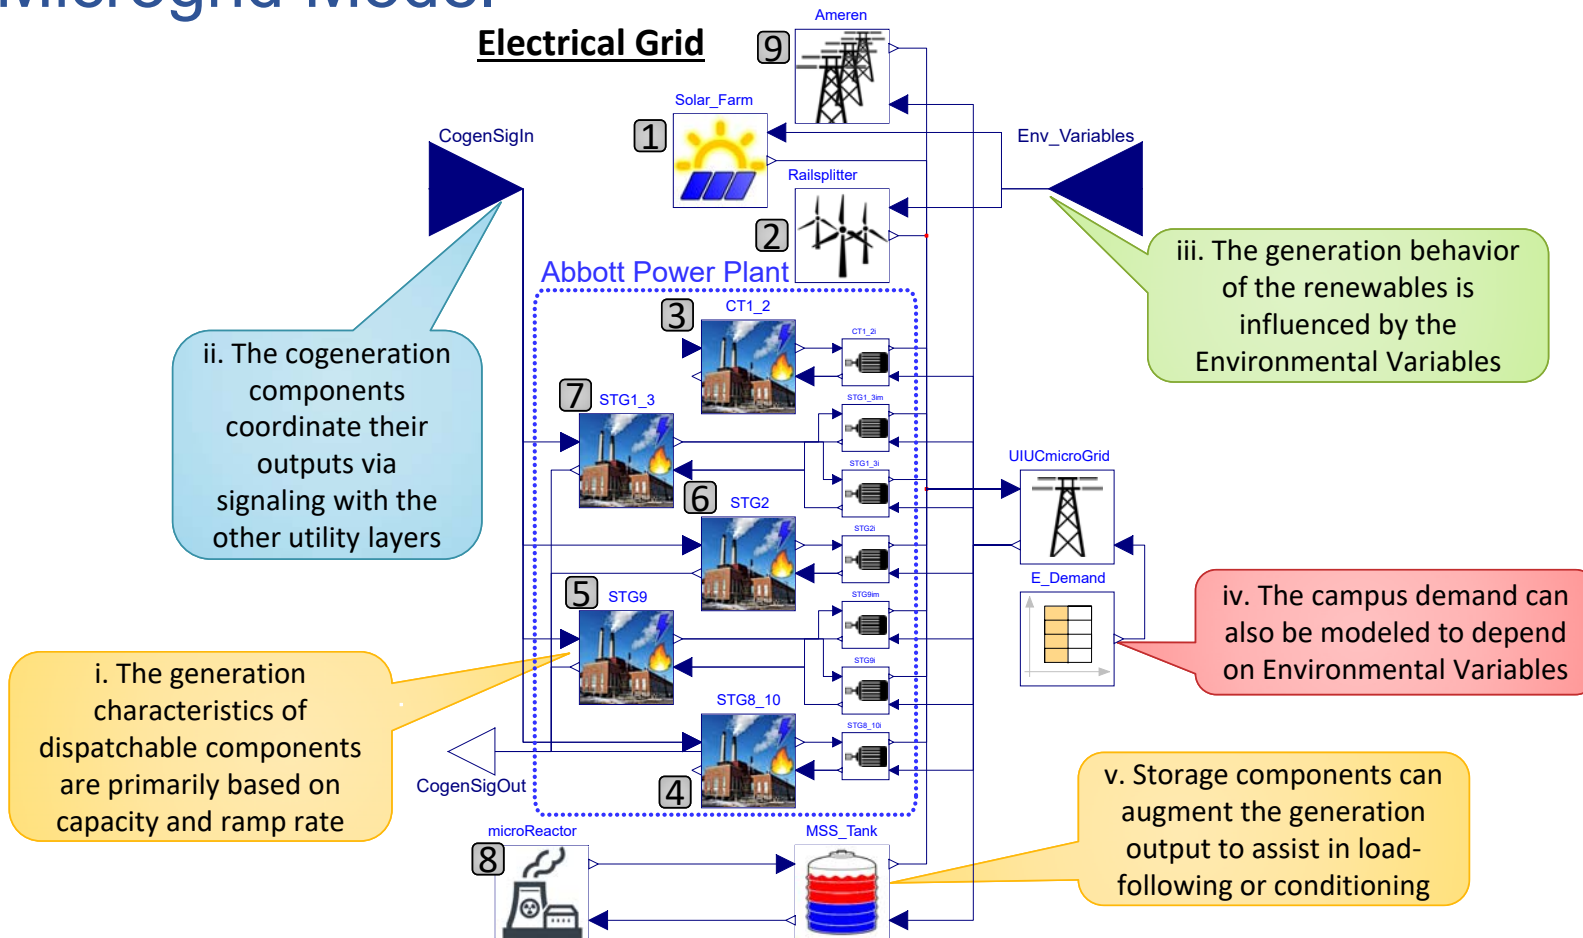 Microgrid Model
Electrical Grid
Ameren
9
Solar_Farm
1
CogenSigIn
Env_Variables
Railsplitter
2
iii. The generation behavior
of the renewables is
influenced by the
Environmental Variables
Abbott Power Plant
CT1_2
3
CT1_2i
ii. The cogeneration
components
coordinate their
outputs via
signaling with the
other utility layers
7
STG1_3
STG1_3im
STG1_3i
UIUCmicroGrid
6
STG2
STG2i
E_Demand
5
STG9
STG9im
iv. The campus demand can
also be modeled to depend
on Environmental Variables
STG9i
i. The generation
characteristics of
dispatchable components
are primarily based on
capacity and ramp rate
STG8_10
STG8_10i
4
CogenSigOut
v. Storage components can
augment the generation
output to assist in load-
following or conditioning
microReactor
8
MSS_Tank